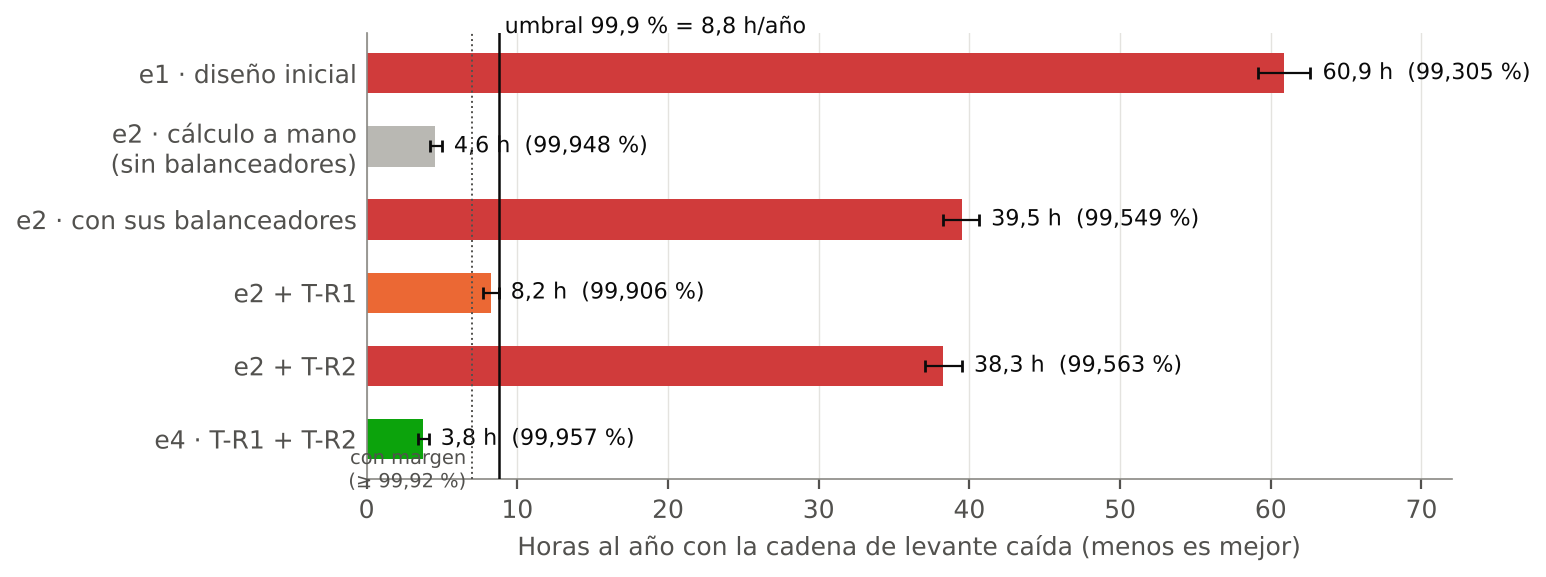 umbral 99,9 % = 8,8 h/año
e1 · diseño inicial
60,9 h (99,305 %)
e2 · cálculo a mano
(sin balanceadores)
4,6 h (99,948 %)
e2 · con sus balanceadores
39,5 h (99,549 %)
e2 + T-R1
8,2 h (99,906 %)
e2 + T-R2
38,3 h (99,563 %)
e4 · T-R1 + T-R2
3,8 h (99,957 %)
con margen
(≥ 99,92 %)
0 10 20 30 40 50 60 70
Horas al año con la cadena de levante caída (menos es mejor)